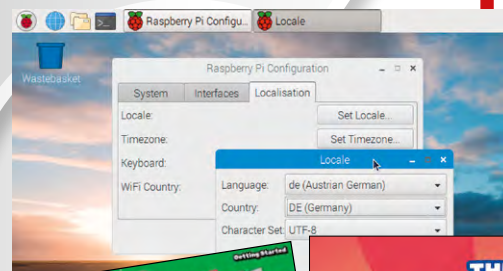 Raspberry Pi Configu..
Locale
Wastebasket
Raspberry Pi Configuration
System Interfaces Localisation
Locale: Set Locale...
Timezone: Set Timezone...
Keyboard:
Locale
WiFi Country:
Language: de (Austrian German)
Country: DE (Germany)
Character Set: UTF-8
Getting Started